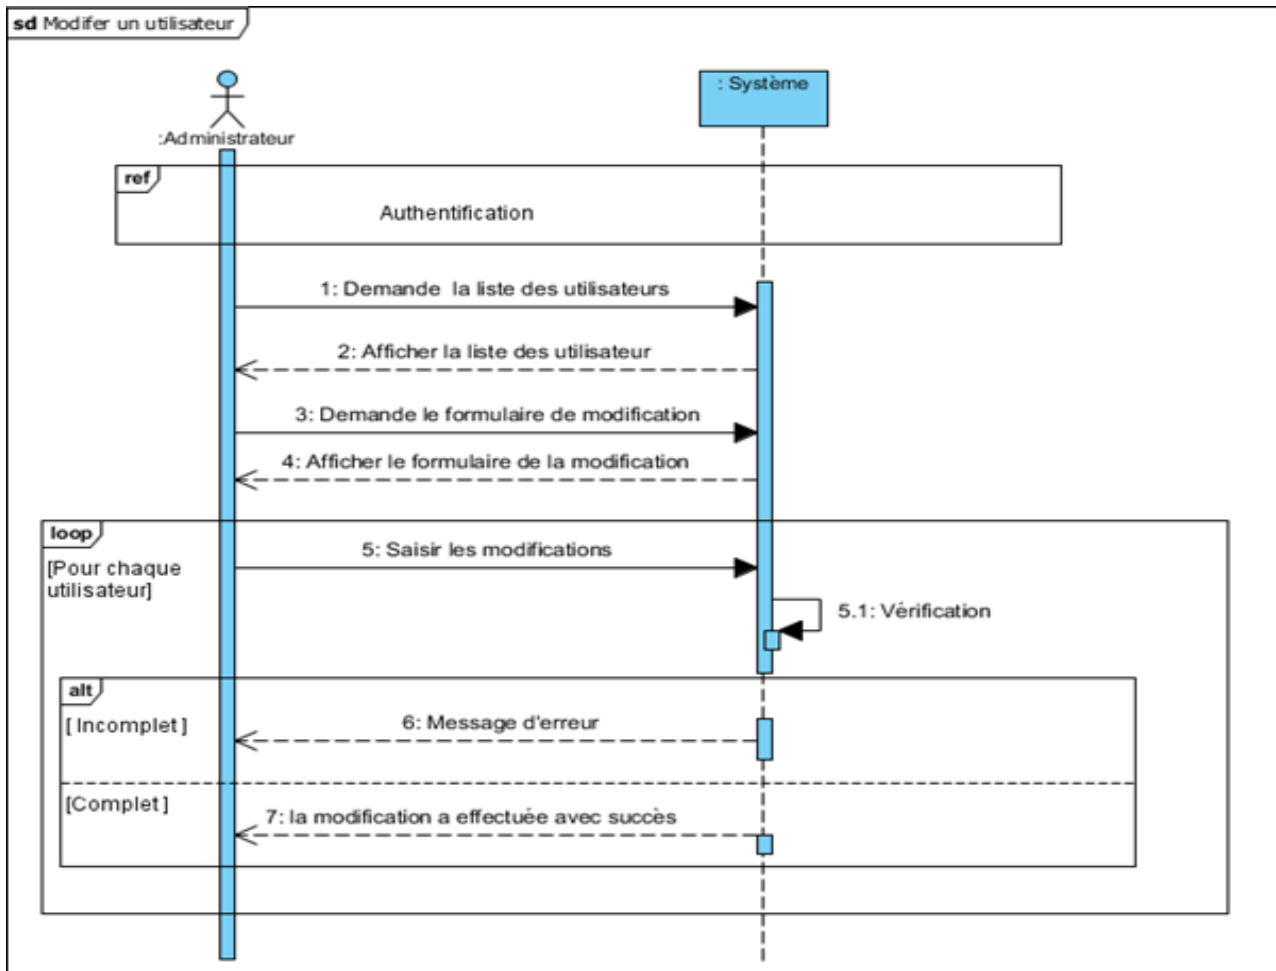 sd Modifer un utilisateur
: Système
:Administrateur
ref
Authentification
1: Demande la liste des utilisateurs
2: Afficher la liste des utilisateur
3: Demande le formulaire de modification
4: Afficher le formulaire de la modification
loop
5: Saisir les modifications
[Pour chaque
utilisateur]
5.1: Vérification
alt
[ Incomplet ]
6: Message d'erreur
[Complet ]
7: la modification a effectuée avec succès